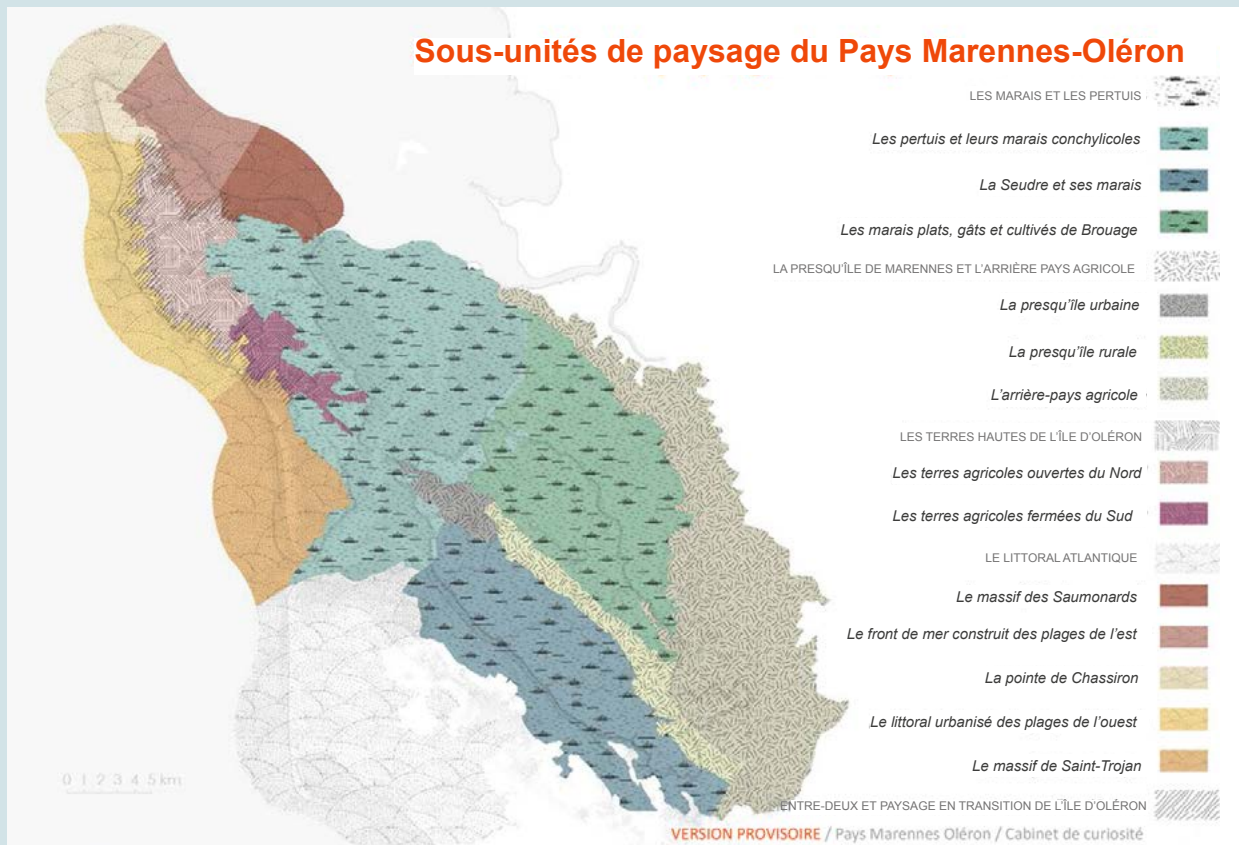 Sous-unités de paysage du Pays Marennes-Oléron
LES MARAIS ET LES PERTUIS
Les pertuis et leurs marais conchylicoles
La Seudre et ses marais
Les marais plats, gâts et cultivés de Brouage
LA PRESQU'ÎLE DE MARENNES ET L'ARRIÈRE PAYS AGRICOLE
La presqu'île urbaine
La presqu'île rurale
L'arrière-pays agricole
LES TERRES HAUTES DE L'ÎLE D'OLÉRON
Les terres agricoles ouvertes du Nord
Les terres agricoles fermées du Sud
LE LITTORAL ATLANTIQUE
Le massif des Saumonards
Le front de mer construit des plages de l'est
La pointe de Chassiron
Le littoral urbanisé des plages de l'ouest
Le massif de Saint-Trojan
ENTRE-DEUX ET PAYSAGE EN TRANSITION DE L'ÎLE D'OLÉRON
0 1 2 3 4 5 km
VERSION PROVISOIRE / Pays Marennes Oléron / Cabinet de curiosité